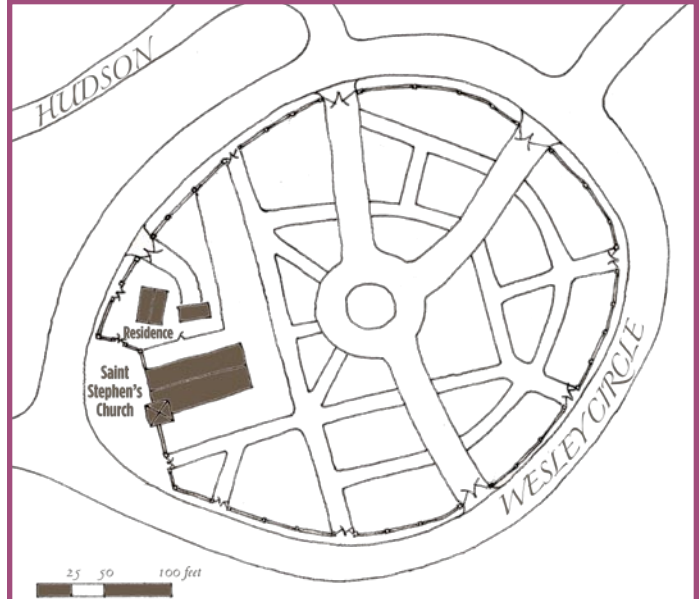 HUDSON
Residence
Saint
Stephen's
Church
WESLEY CIRCLE
25 50 100 feet